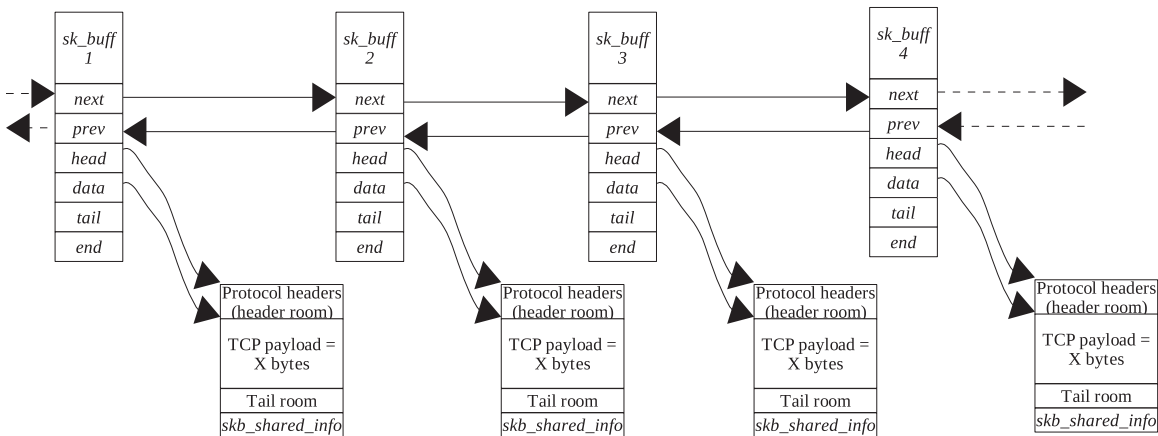 sk_buff
1
next
prev
head
data
tail
end
sk_buff
2
next
prev
head
data
tail
end
sk_buff
3
next
prev
head
data
tail
end
sk_buff
4
next
prev
head
data
tail
end
Protocol headers
(header room)
TCP payload =
X bytes
Tail room
skb_shared_info
Protocol headers
(header room)
TCP payload =
X bytes
Tail room
skb_shared_info
Protocol headers
(header room)
TCP payload =
X bytes
Tail room
skb_shared_info
Protocol headers
(header room)
TCP payload =
X bytes
Tail room
skb_shared_info